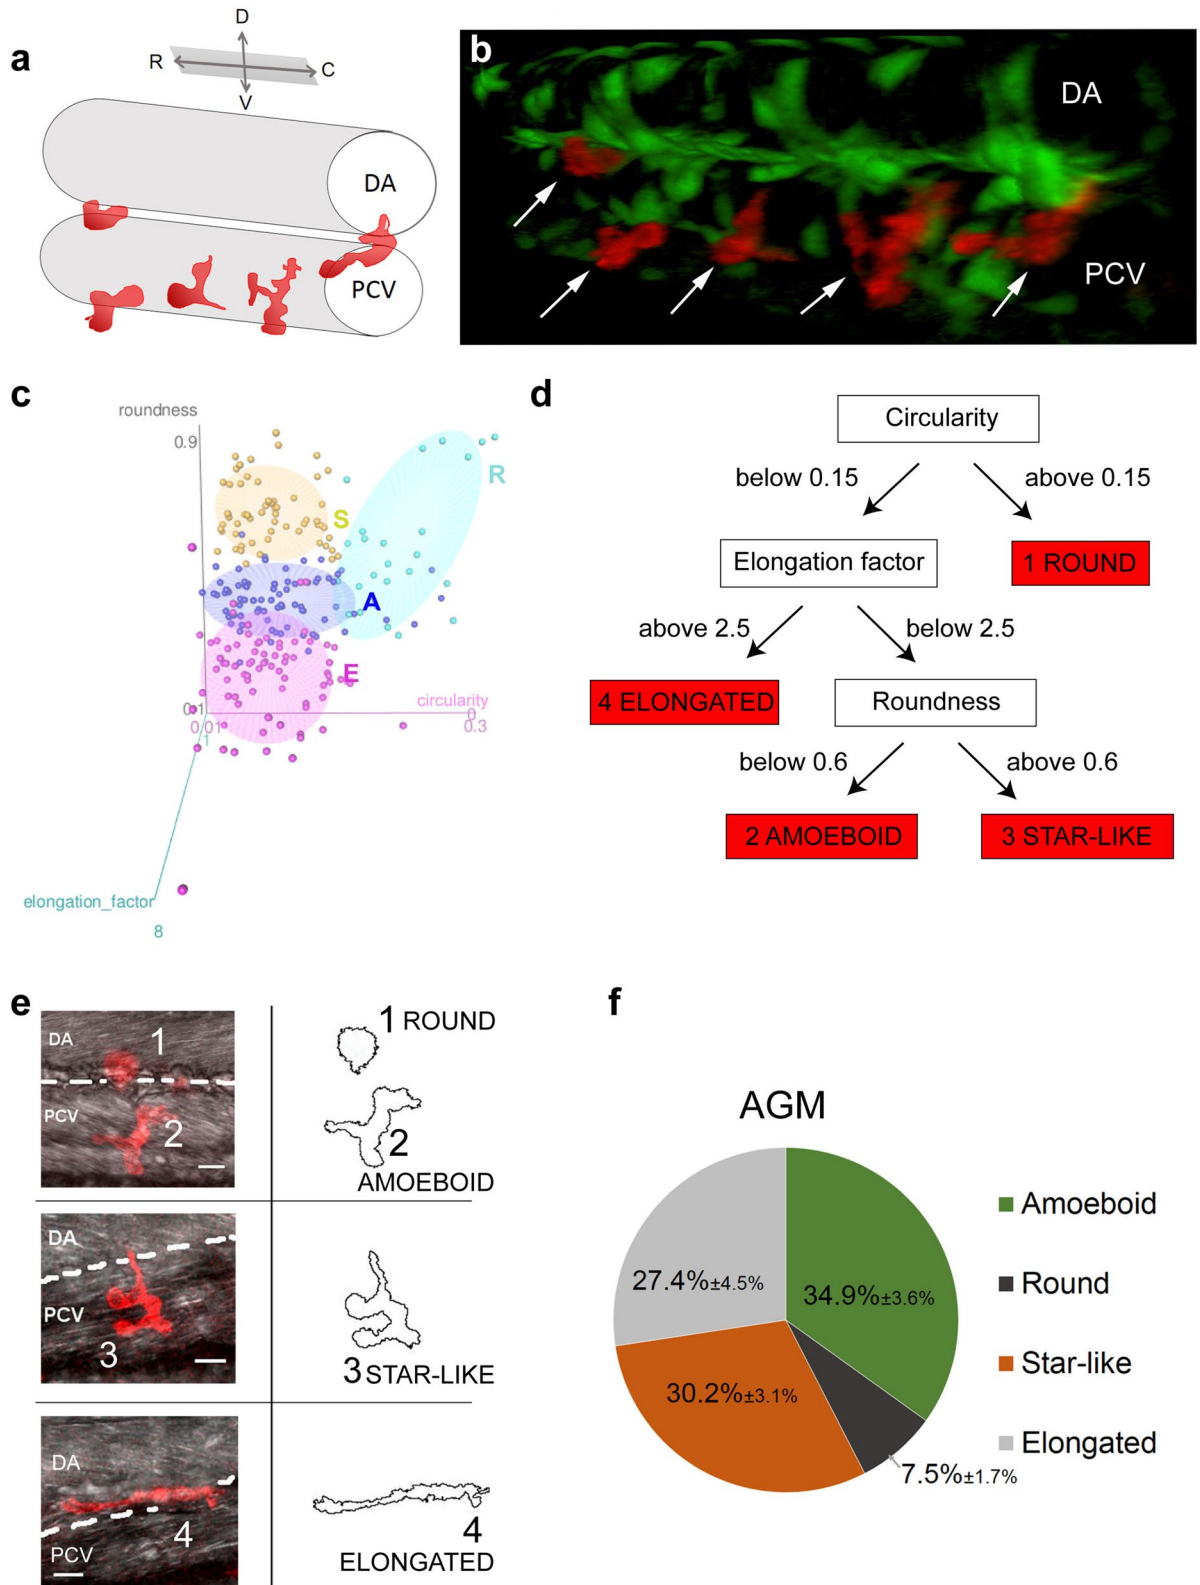 a
D
R
C
V
DA
PCV
b
DA
PCV
c
roundness
0.9
R
S
A
E
circularity
0.1
0.01
1
0
0.3
elongation_factor
8
d
Circularity
below 0.15
above 0.15
Elongation factor
1 ROUND
above 2.5
below 2.5
4 ELONGATED
Roundness
below 0.6
above 0.6
2 AMOEBOID
3 STAR-LIKE
e
DA
1
PCV
2
1 ROUND
2
AMOEBOID
DA
PCV
3
3 STAR-LIKE
DA
4
PCV
4
ELONGATED
f
AGM
27.4%±4.5%
34.9%±3.6%
30.2%±3.1%
7.5%±1.7%
Amoeboid
Round
Star-like
Elongated